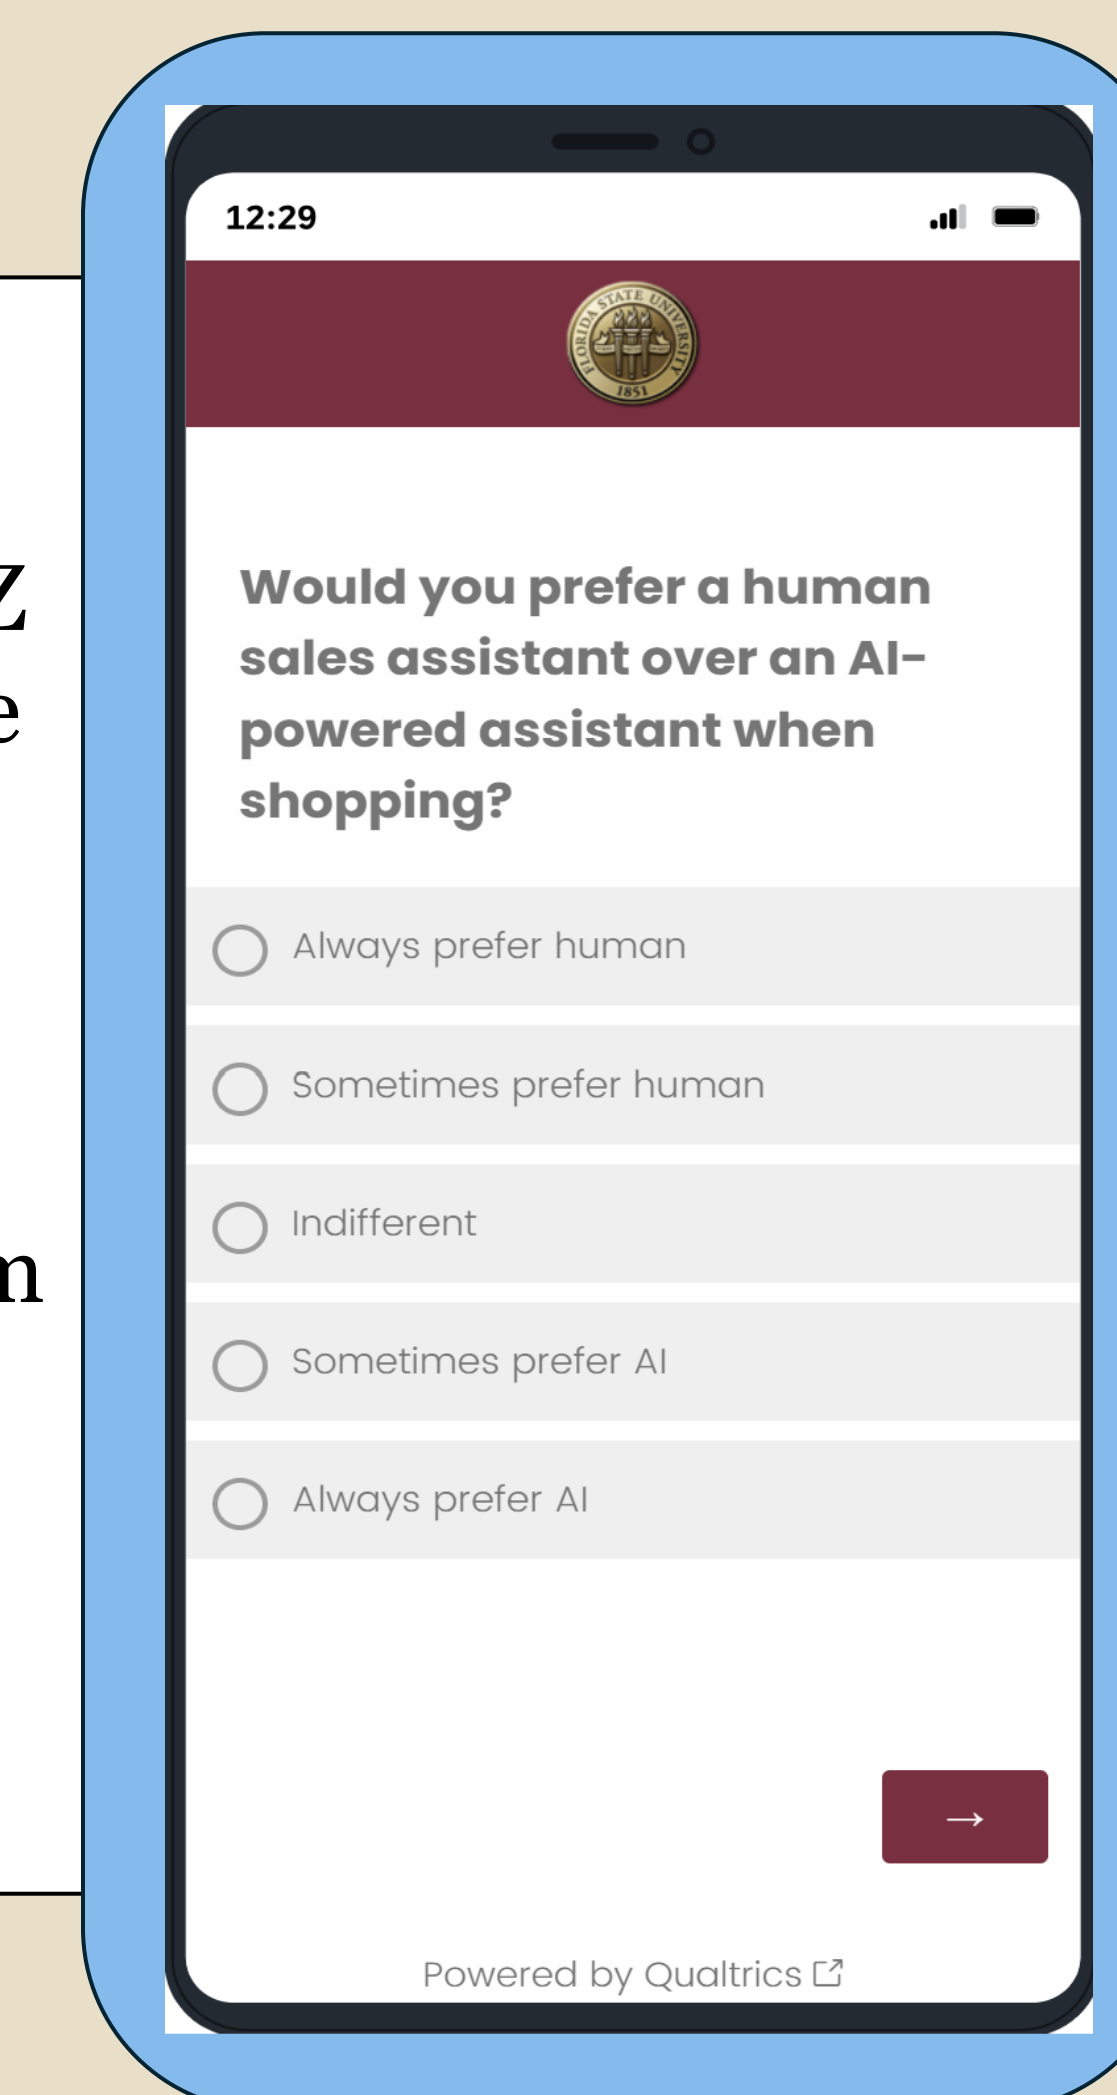 12:29
FLORIDA STATE UNIVERSITY
1851
Would you prefer a human
sales assistant over an AI-
powered assistant when
shopping?
Always prefer human
Sometimes prefer human
Indifferent
Sometimes prefer AI
Always prefer AI
→
Powered by Qualtrics
z
e
m